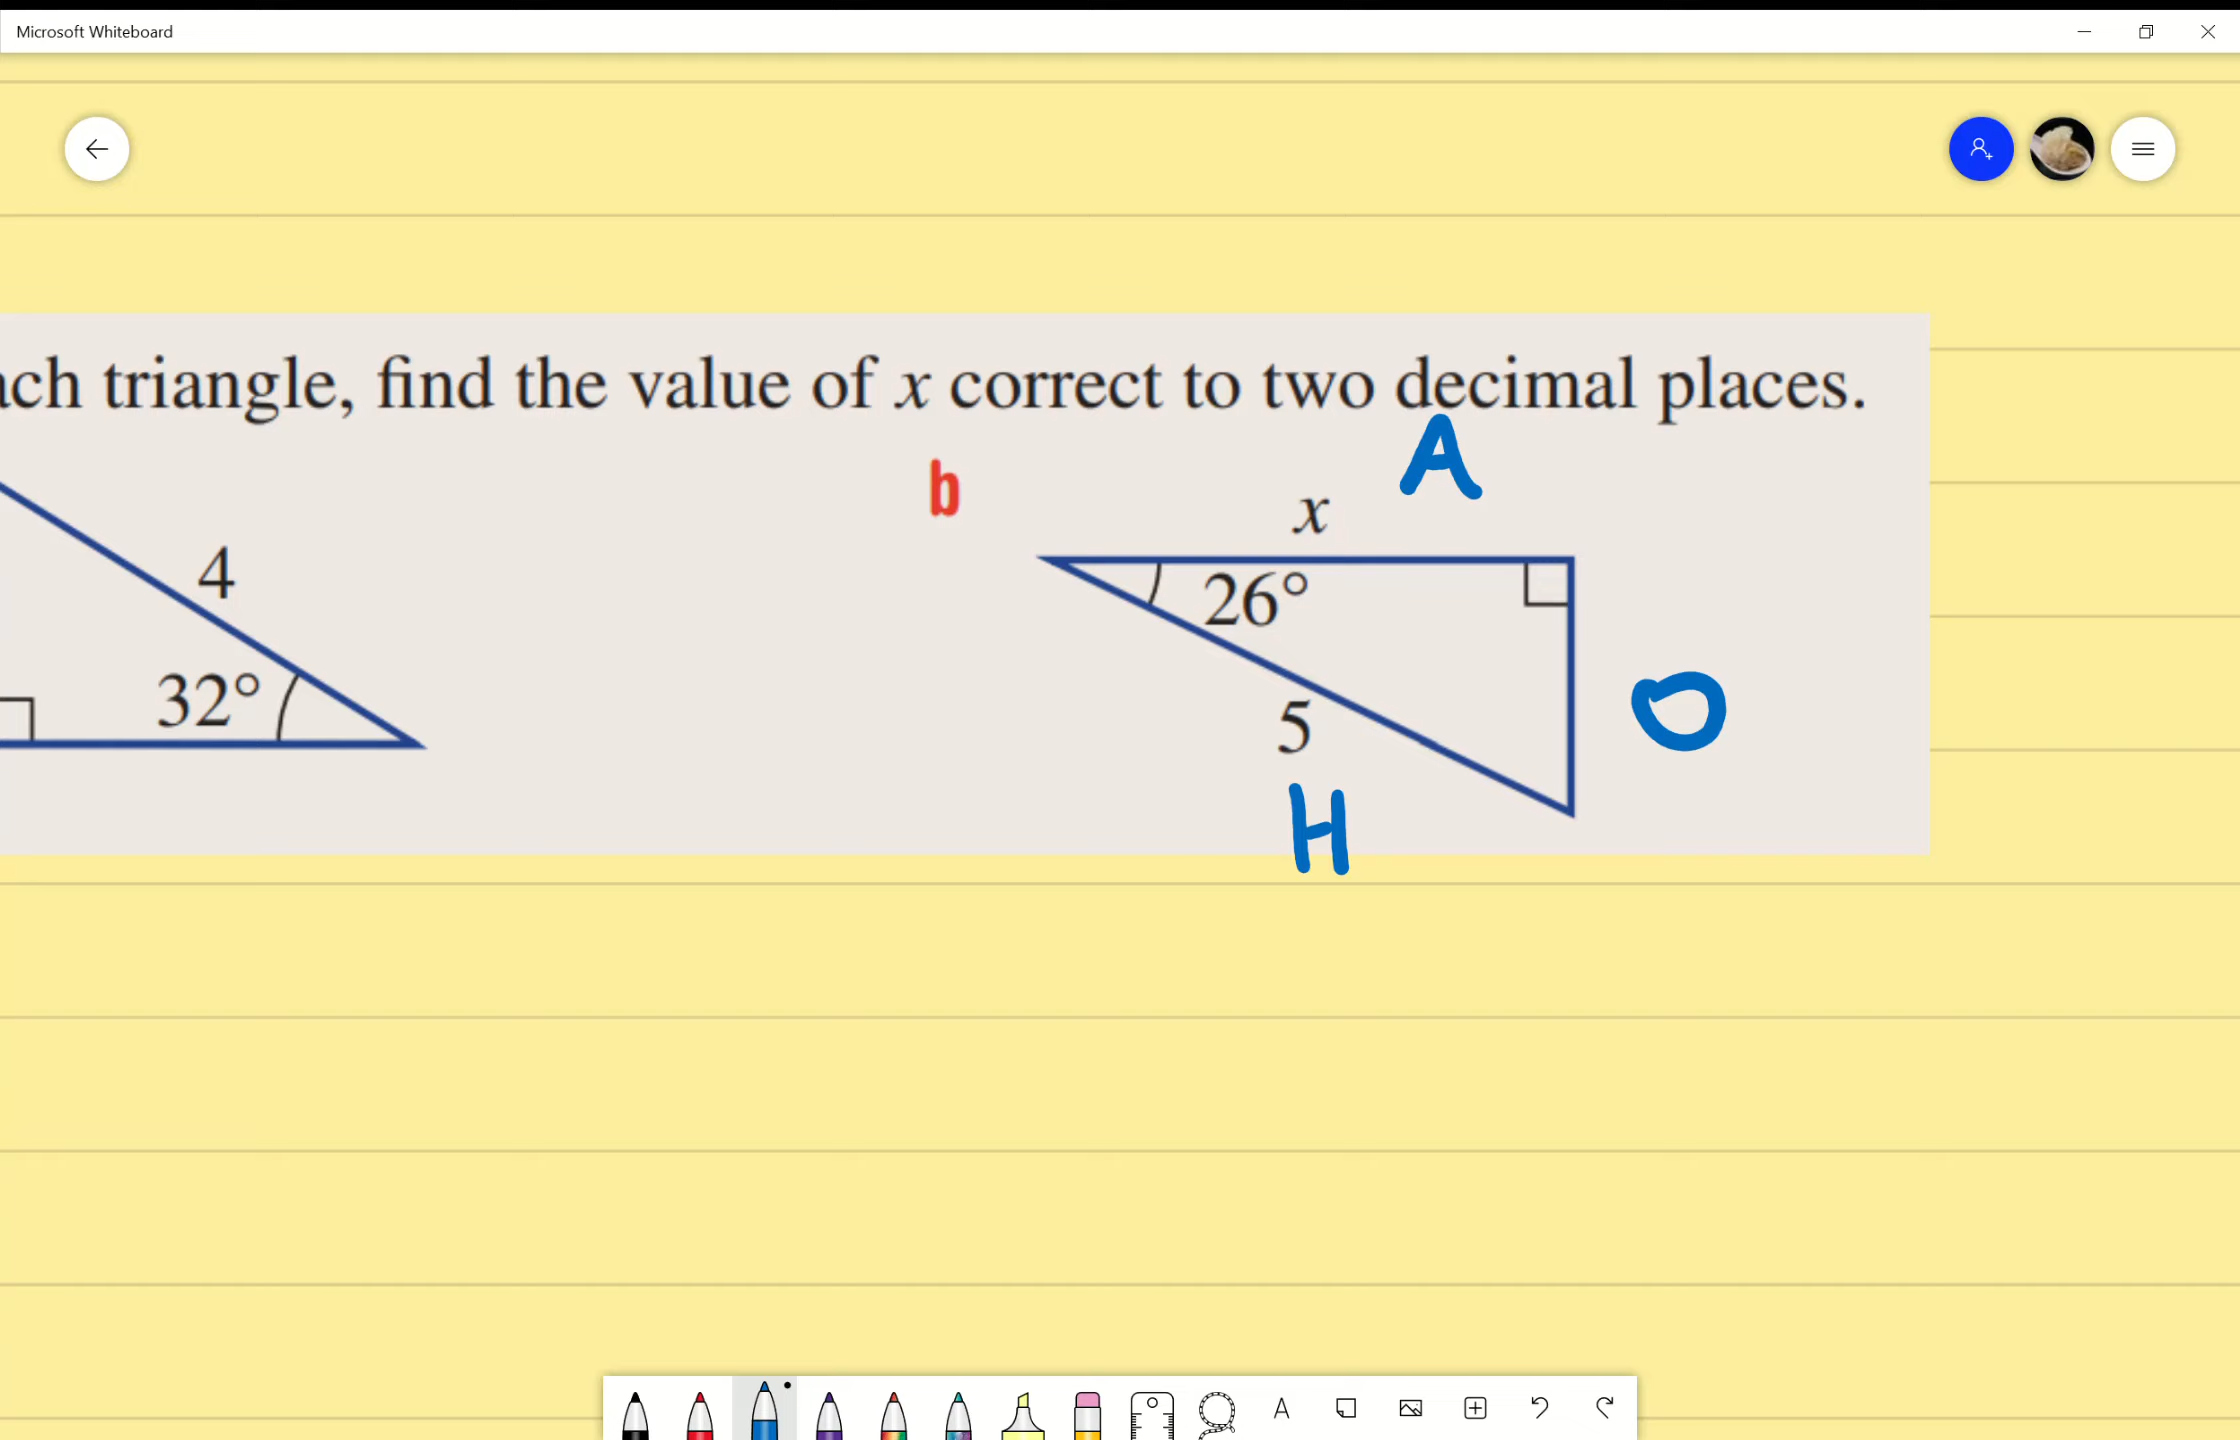 Microsoft Whiteboard
ach triangle, find the value of x correct to two decimal places.
A
b
x
4
26°
32°
5
O
H
A